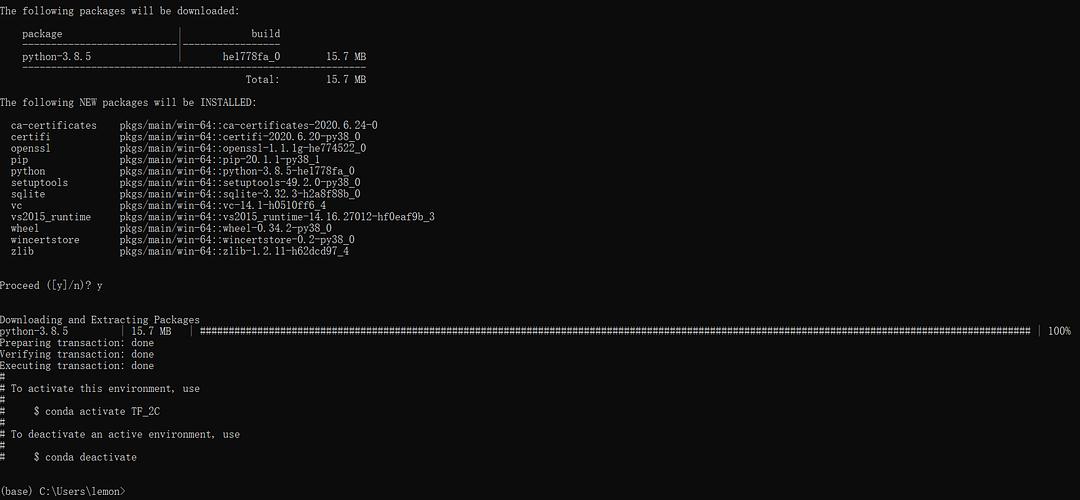 The following packages will be downloaded:
package | build
---------------------------|-----------------
python-3.8.5 | he1778fa_0 15.7 MB
------------------------------------------------------------
Total: 15.7 MB
The following NEW packages will be INSTALLED:
ca-certificates pkgs/main/win-64::ca-certificates-2020.6.24-0
certifi pkgs/main/win-64::certifi-2020.6.20-py38_0
openssl pkgs/main/win-64::openssl-1.1.1g-he774522_0
pip pkgs/main/win-64::pip-20.1.1-py38_1
python pkgs/main/win-64::python-3.8.5-he1778fa_0
setuptools pkgs/main/win-64::setuptools-49.2.0-py38_0
sqlite pkgs/main/win-64::sqlite-3.32.3-h2a8f88b_0
vc pkgs/main/win-64::vc-14.1-h0510ff6_4
vs2015_runtime pkgs/main/win-64::vs2015_runtime-14.16.27012-hf0eaf9b_3
wheel pkgs/main/win-64::wheel-0.34.2-py38_0
wincertstore pkgs/main/win-64::wincertstore-0.2-py38_0
zlib pkgs/main/win-64::zlib-1.2.11-h62dcd97_4
Proceed ([y]/n)? y
Downloading and Extracting Packages
python-3.8.5 | 15.7 MB | ################################################################################################################################################# | 100%
Preparing transaction: done
Verifying transaction: done
Executing transaction: done
#
# To activate this environment, use
#
# $ conda activate TF_2C
#
# To deactivate an active environment, use
#
# $ conda deactivate
(base) C:\Users\lemon>